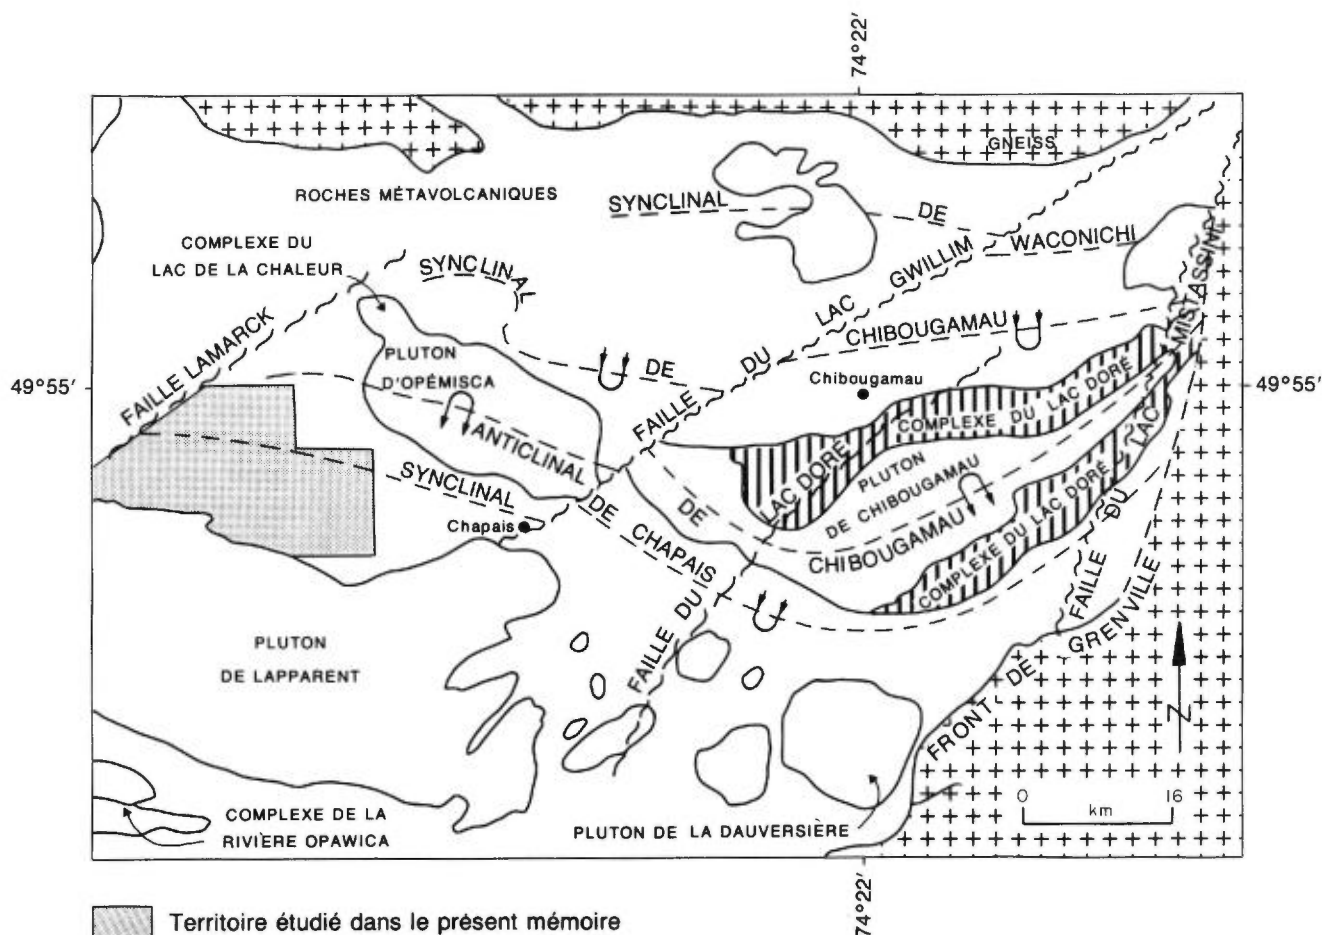 74°22'
GNEISS
ROCHES MÉTAVOLCANIQUES
SYNCLINAL DE WACONICHI
COMPLEXE DU
LAC DE LA CHALEUR
SYNCLINAL DE CHIBOUGAMAU
FAILLE DU LAC GWILLIM
FAILLE LAMARCK
49°55'
49°55'
PLUTON
D'OPÉMISCA
Chibougamau
COMPLEXE DU LAC DORÉ
ANTICLINAL DE CHIBOUGAMAU
PLUTON
DE CHIBOUGAMAU
SYNCLINAL DE CHAPAIS
Chapais
COMPLEXE DU LAC DORÉ
FAILLE DU LAC DORÉ
FAILLE DU LAC MISTASSINI
FRONT DE GRENVILLE
PLUTON
DE LAPPARENT
N
0 16
km
COMPLEXE DE LA
RIVIÈRE OPAWICA
PLUTON DE LA DAUVERSIÈRE
74°22'
Territoire étudié dans le présent mémoire